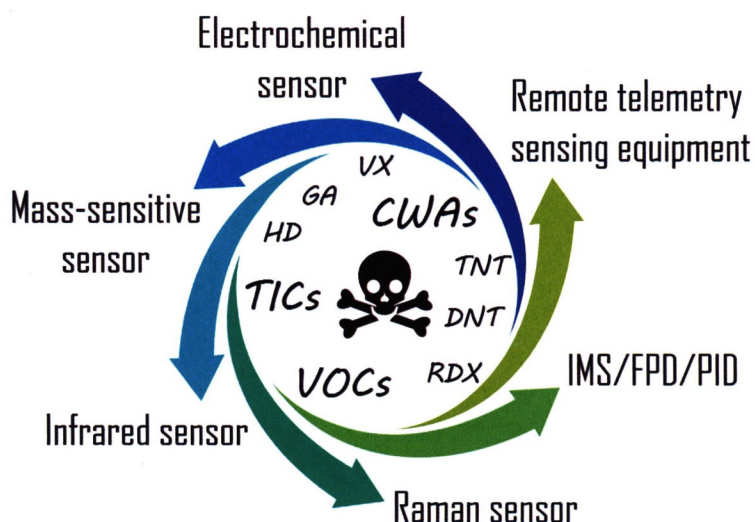 Electrochemical
sensor
Remote telemetry
sensing equipment
Mass-sensitive
sensor
VX
GA
CWAs
HD
TNT
TICs
DNT
VOCs
RDX
IMS/FPD/PID
Infrared sensor
Raman sensor